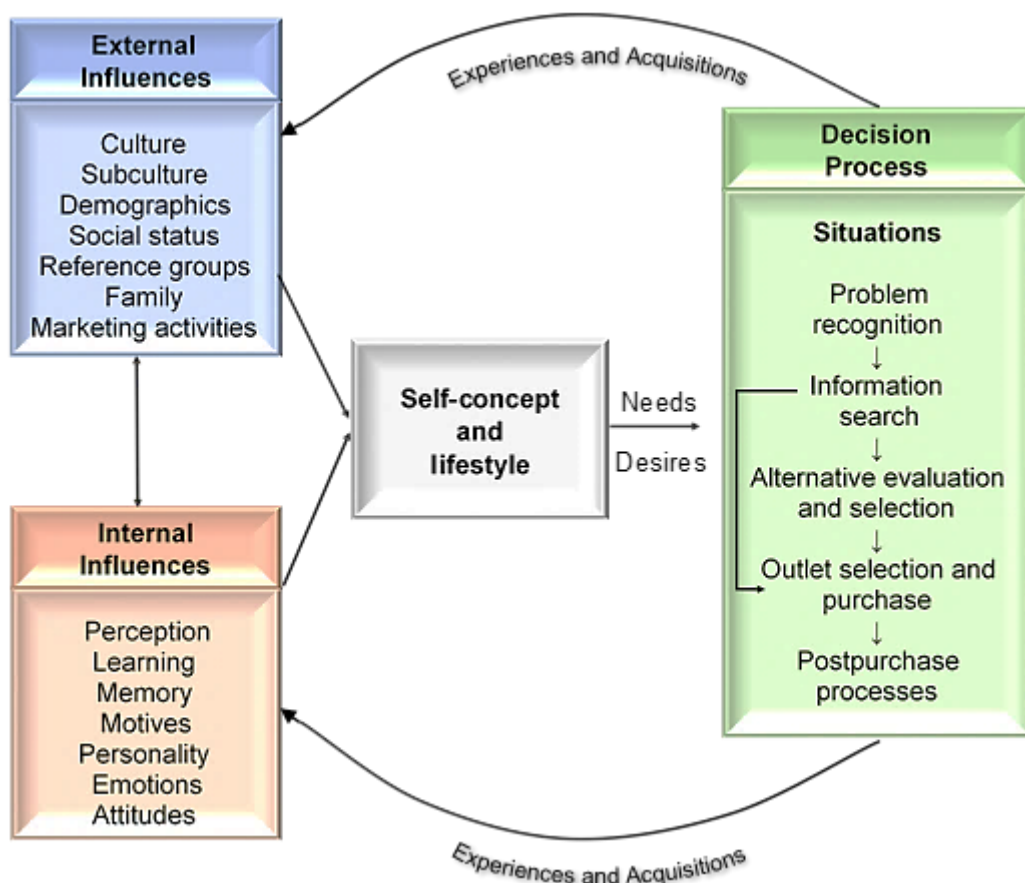 External
Influences
Culture
Subculture
Demographics
Social status
Reference groups
Family
Marketing activities
Internal
Influences
Perception
Learning
Memory
Motives
Personality
Emotions
Attitudes
Experiences and Acquisitions
Self-concept
and
lifestyle
Needs
Desires
Experiences and Acquisitions
Decision
Process
Situations
Problem
recognition
↓
Information
search
↓
Alternative evaluation
and selection
↓
Outlet selection and
purchase
↓
Postpurchase
processes